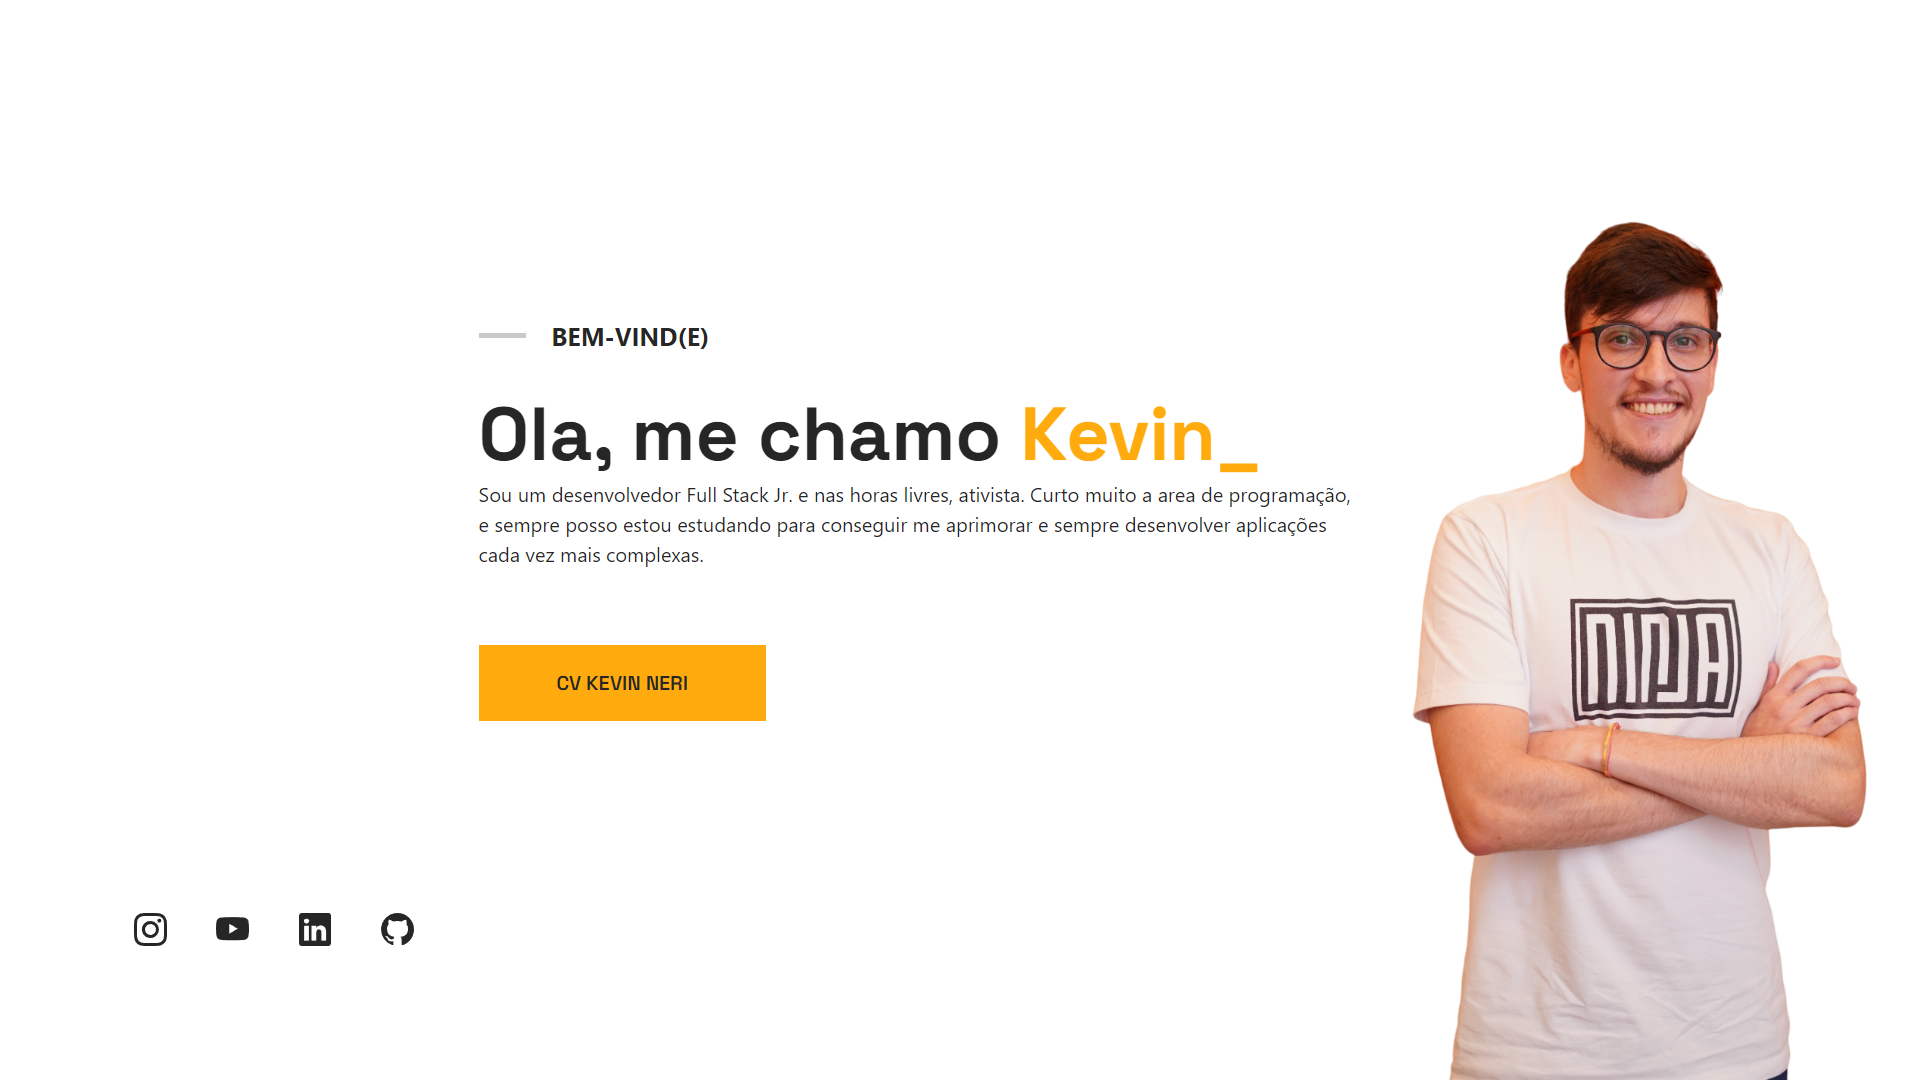 BEM-VIND(E)
Ola, me chamo Kevin_
Sou um desenvolvedor Full Stack Jr. e nas horas livres, ativista. Curto muito a area de programação,
e sempre posso estou estudando para conseguir me aprimorar e sempre desenvolver aplicações
cada vez mais complexas.
NINJA
CV KEVIN NERI
in